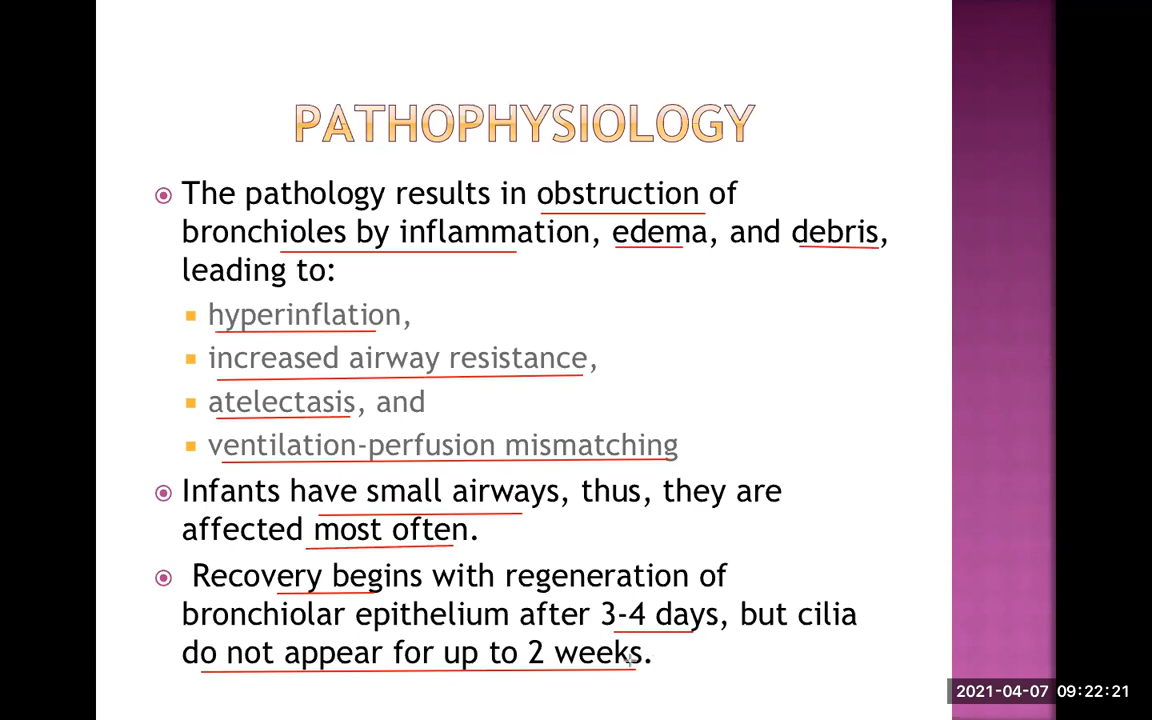 PATHOPHYSIOLOGY
The pathology results in obstruction of
bronchioles by inflammation, edema, and debris,
leading to:
hyperinflation,
increased airway resistance,
atelectasis, and
ventilation-perfusion mismatching
Infants have small airways, thus, they are
affected most often.
Recovery begins with regeneration of
bronchiolar epithelium after 3-4 days, but cilia
do not appear for up to 2 weeks.
2021-04-07 09:22:21